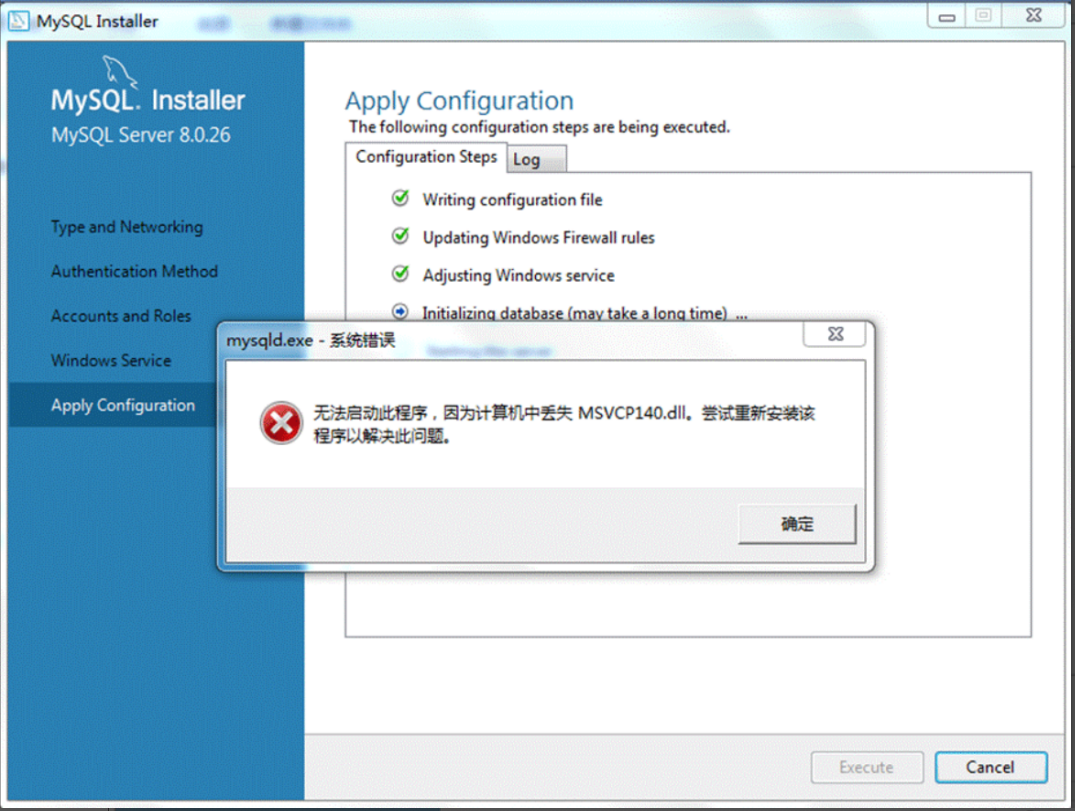 MySQL Installer
MySQL. Installer
MySQL Server 8.0.26
Type and Networking
Authentication Method
Accounts and Roles
Windows Service
Apply Configuration
Apply Configuration
The following configuration steps are being executed.
Configuration Steps
Log
Writing configuration file
Updating Windows Firewall rules
Adjusting Windows service
Initializing database (may take a long time) ...
mysqld.exe - 系统错误
无法启动此程序，因为计算机中丢失 MSVCP140.dll。尝试重新安装该
程序以解决此问题。
确定
Execute
Cancel